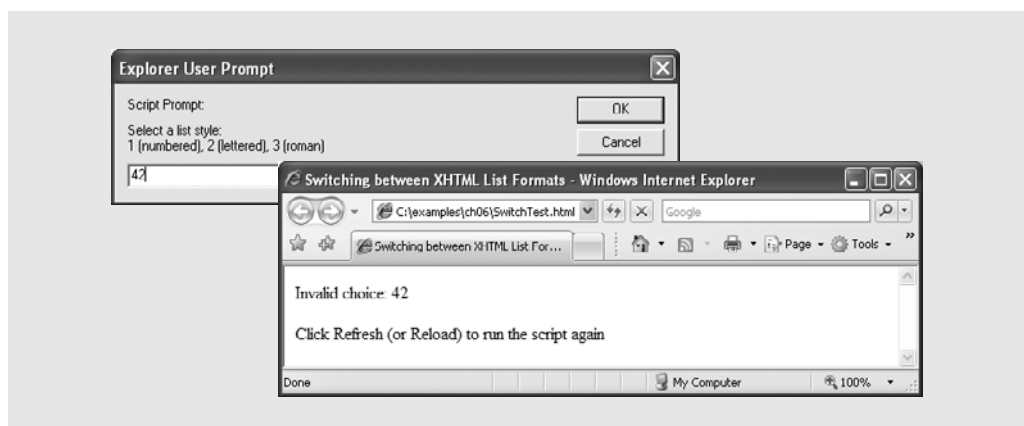 Explorer User Prompt
Script Prompt:
Select a list style:
1 (numbered), 2 (lettered), 3 (roman)
OK
Cancel
42
Switching between XHTML List Formats - Windows Internet Explorer
C:\examples\ch06\SwitchTest.html
Google
Switching between XHTML List For...
Page
Tools
Invalid choice: 42
Click Refresh (or Reload) to run the script again
Done
My Computer
100%